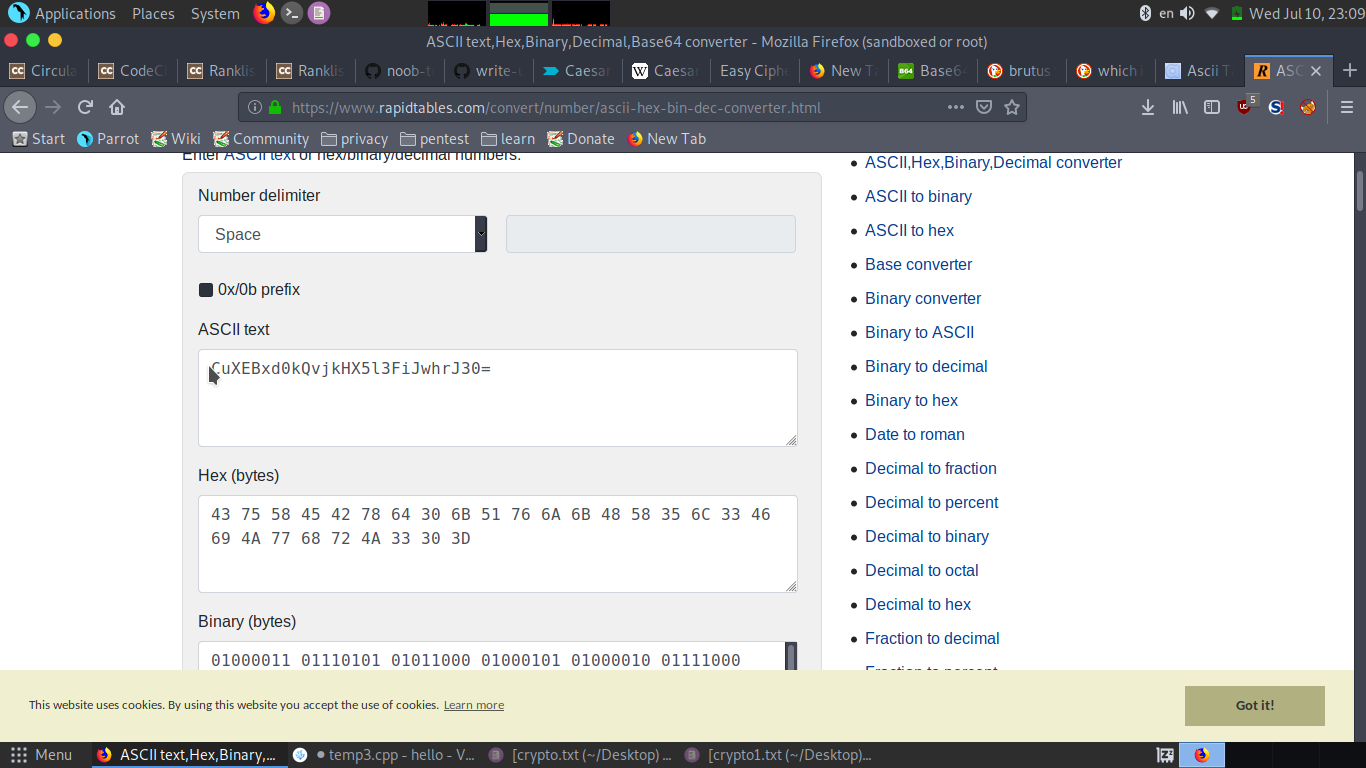 Applications Places System en Wed Jul 10, 23:09
ASCII text,Hex,Binary,Decimal,Base64 converter - Mozilla Firefox (sandboxed or root)
Circula CodeC Ranklis Ranklis noob-t write-u Caesar Caesar Easy Ciphe New T Base6 brutus which Ascii T ASC
https://www.rapidtables.com/convert/number/ascii-hex-bin-dec-converter.html 5
Start Parrot Wiki Community privacy pentest learn Donate New Tab
Enter ASCII text or hex/binary/decimal numbers:
Number delimiter
Space
0x/0b prefix
ASCII text
CuXEBxd0kQvjkHX5l3FiJwhrJ30=
Hex (bytes)
43 75 58 45 42 78 64 30 6B 51 76 6A 6B 48 58 35 6C 33 46
69 4A 77 68 72 4A 33 30 3D
Binary (bytes)
01000011 01110101 01011000 01000101 01000010 01111000
ASCII,Hex,Binary,Decimal converter
ASCII to binary
ASCII to hex
Base converter
Binary converter
Binary to ASCII
Binary to decimal
Binary to hex
Date to roman
Decimal to fraction
Decimal to percent
Decimal to binary
Decimal to octal
Decimal to hex
Fraction to decimal
Fraction to percent
This website uses cookies. By using this website you accept the use of cookies. Learn more
Got it!
Menu ASCII text,Hex,Binary,... temp3.cpp - hello - V... [crypto.txt (~/Desktop) ... [crypto1.txt (~/Desktop)...